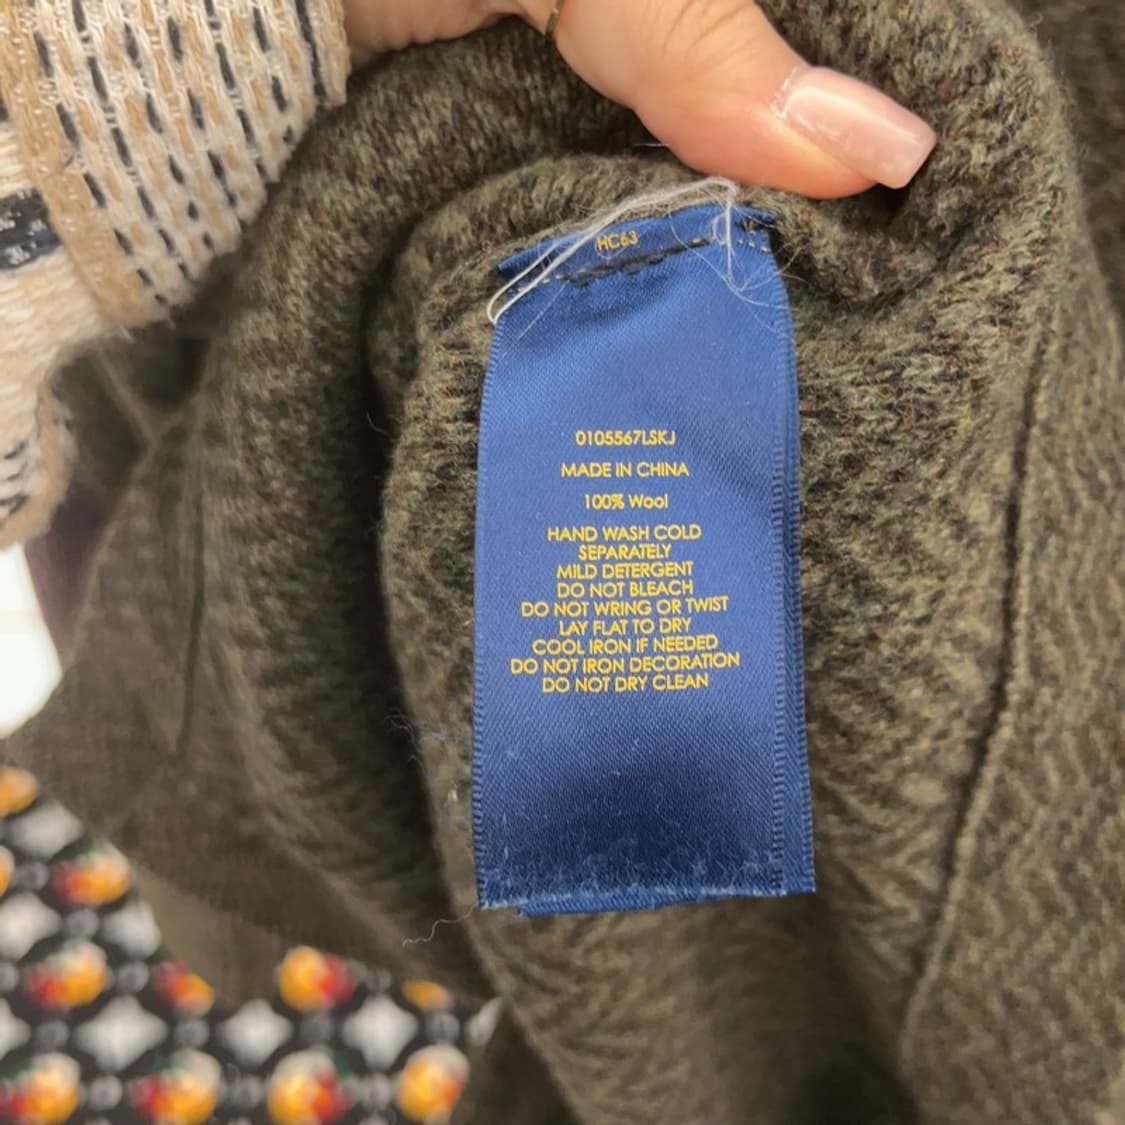 HC63
0105567LSKJ
MADE IN CHINA
100% Wool
HAND WASH COLD
SEPARATELY
MILD DETERGENT
DO NOT BLEACH
DO NOT WRING OR TWIST
LAY FLAT TO DRY
COOL IRON IF NEEDED
DO NOT IRON DECORATION
DO NOT DRY CLEAN